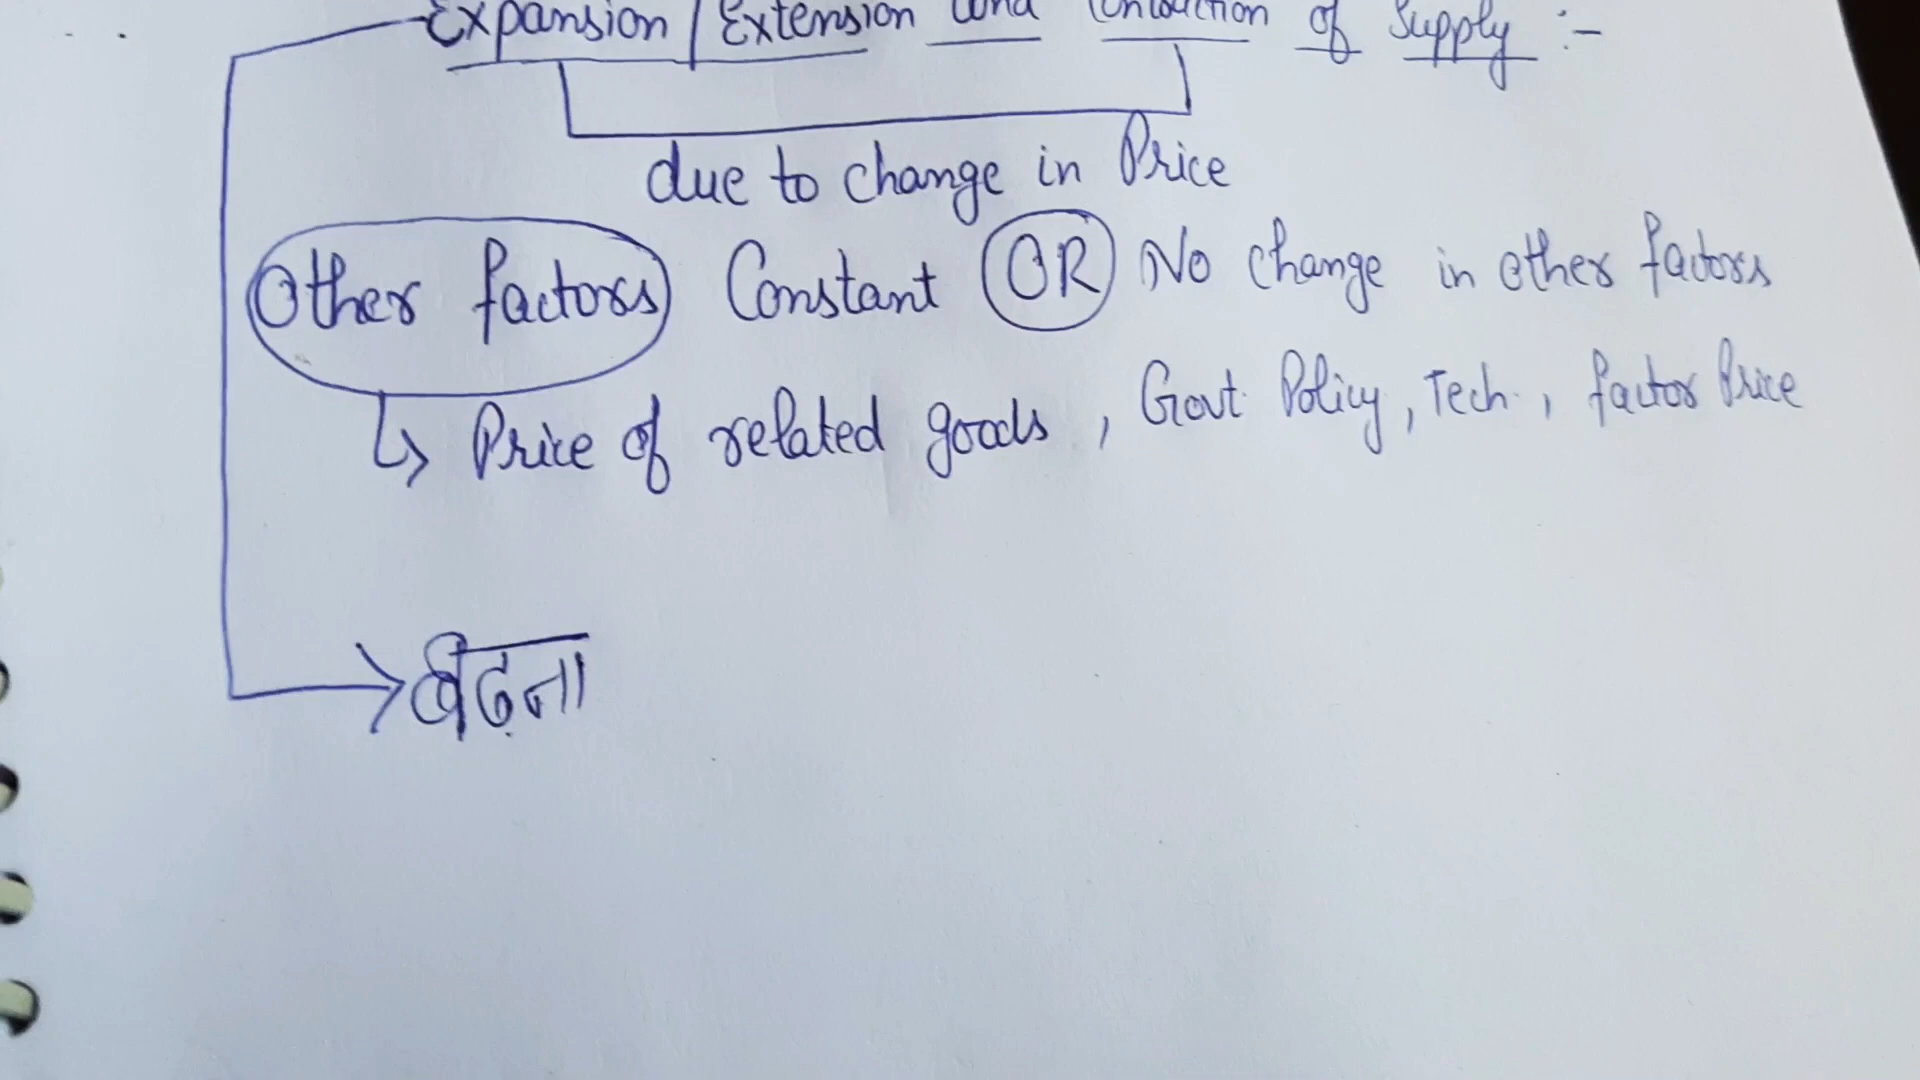 Expansion / Extension and Contraction of Supply :-
due to change in Price
Other factors Constant OR No change in other factors
↳ Price of related goods , Govt. Policy , Tech. , factor Price
→ बढ़ना